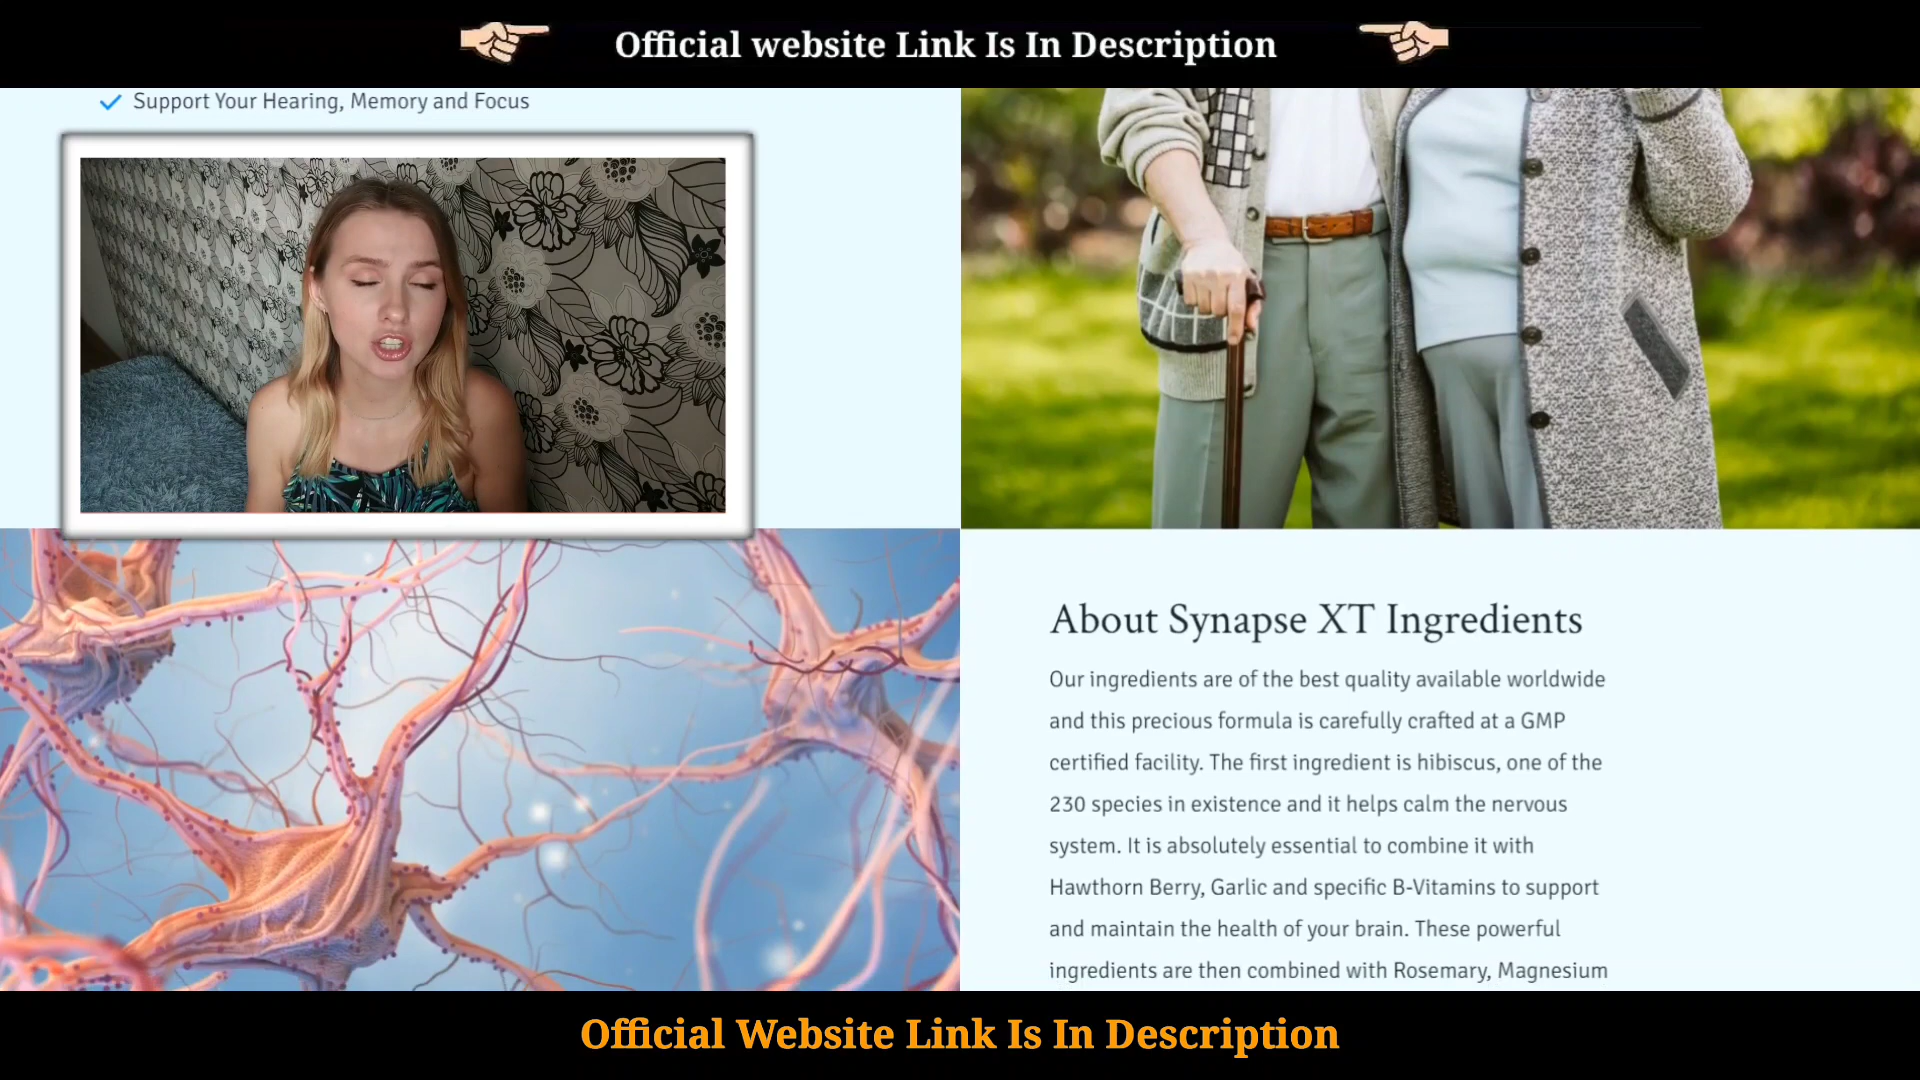 Official website Link Is In Description
Support Your Hearing, Memory and Focus
About Synapse XT Ingredients
Our ingredients are of the best quality available worldwide
and this precious formula is carefully crafted at a GMP
certified facility. The first ingredient is hibiscus, one of the
230 species in existence and it helps calm the nervous
system. It is absolutely essential to combine it with
Hawthorn Berry, Garlic and specific B-Vitamins to support
and maintain the health of your brain. These powerful
ingredients are then combined with Rosemary, Magnesium
Official Website Link Is In Description